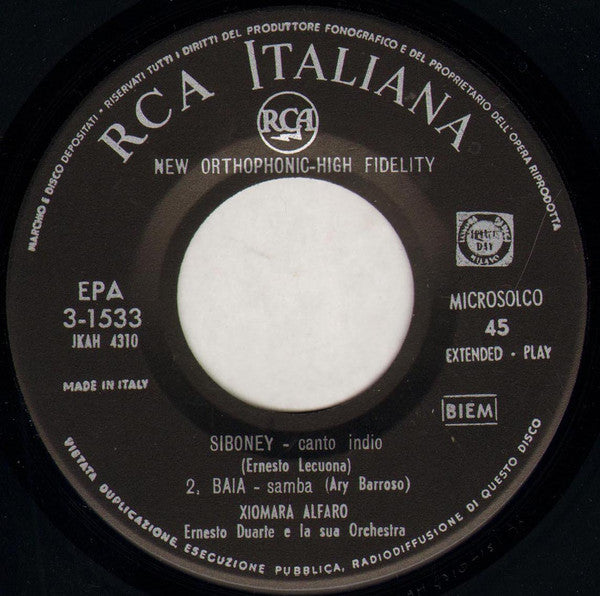 MARCHIO E DISCO DEPOSITATI - RISERVATI TUTTI I DIRITTI DEL PRODUTTORE FONOGRAFICO E DEL PROPRIETARIO DELL'OPERA RIPRODOTTA
RCA ITALIANA
RCA
NEW ORTHOPHONIC-HIGH FIDELITY
EPA
3-1533
JKAH 4310
MADE IN ITALY
DAY
MILANO
MICROSOLCO
45
EXTENDED - PLAY
BIEM
SIBONEY - canto indio
(Ernesto Lecuona)
2, BAIA - samba (Ary Barroso)
XIOMARA ALFARO
Ernesto Duarte e la sua Orchestra
VIETATA DUPLICAZIONE, ESECUZIONE PUBBLICA, RADIODIFFUSIONE DI QUESTO DISCO